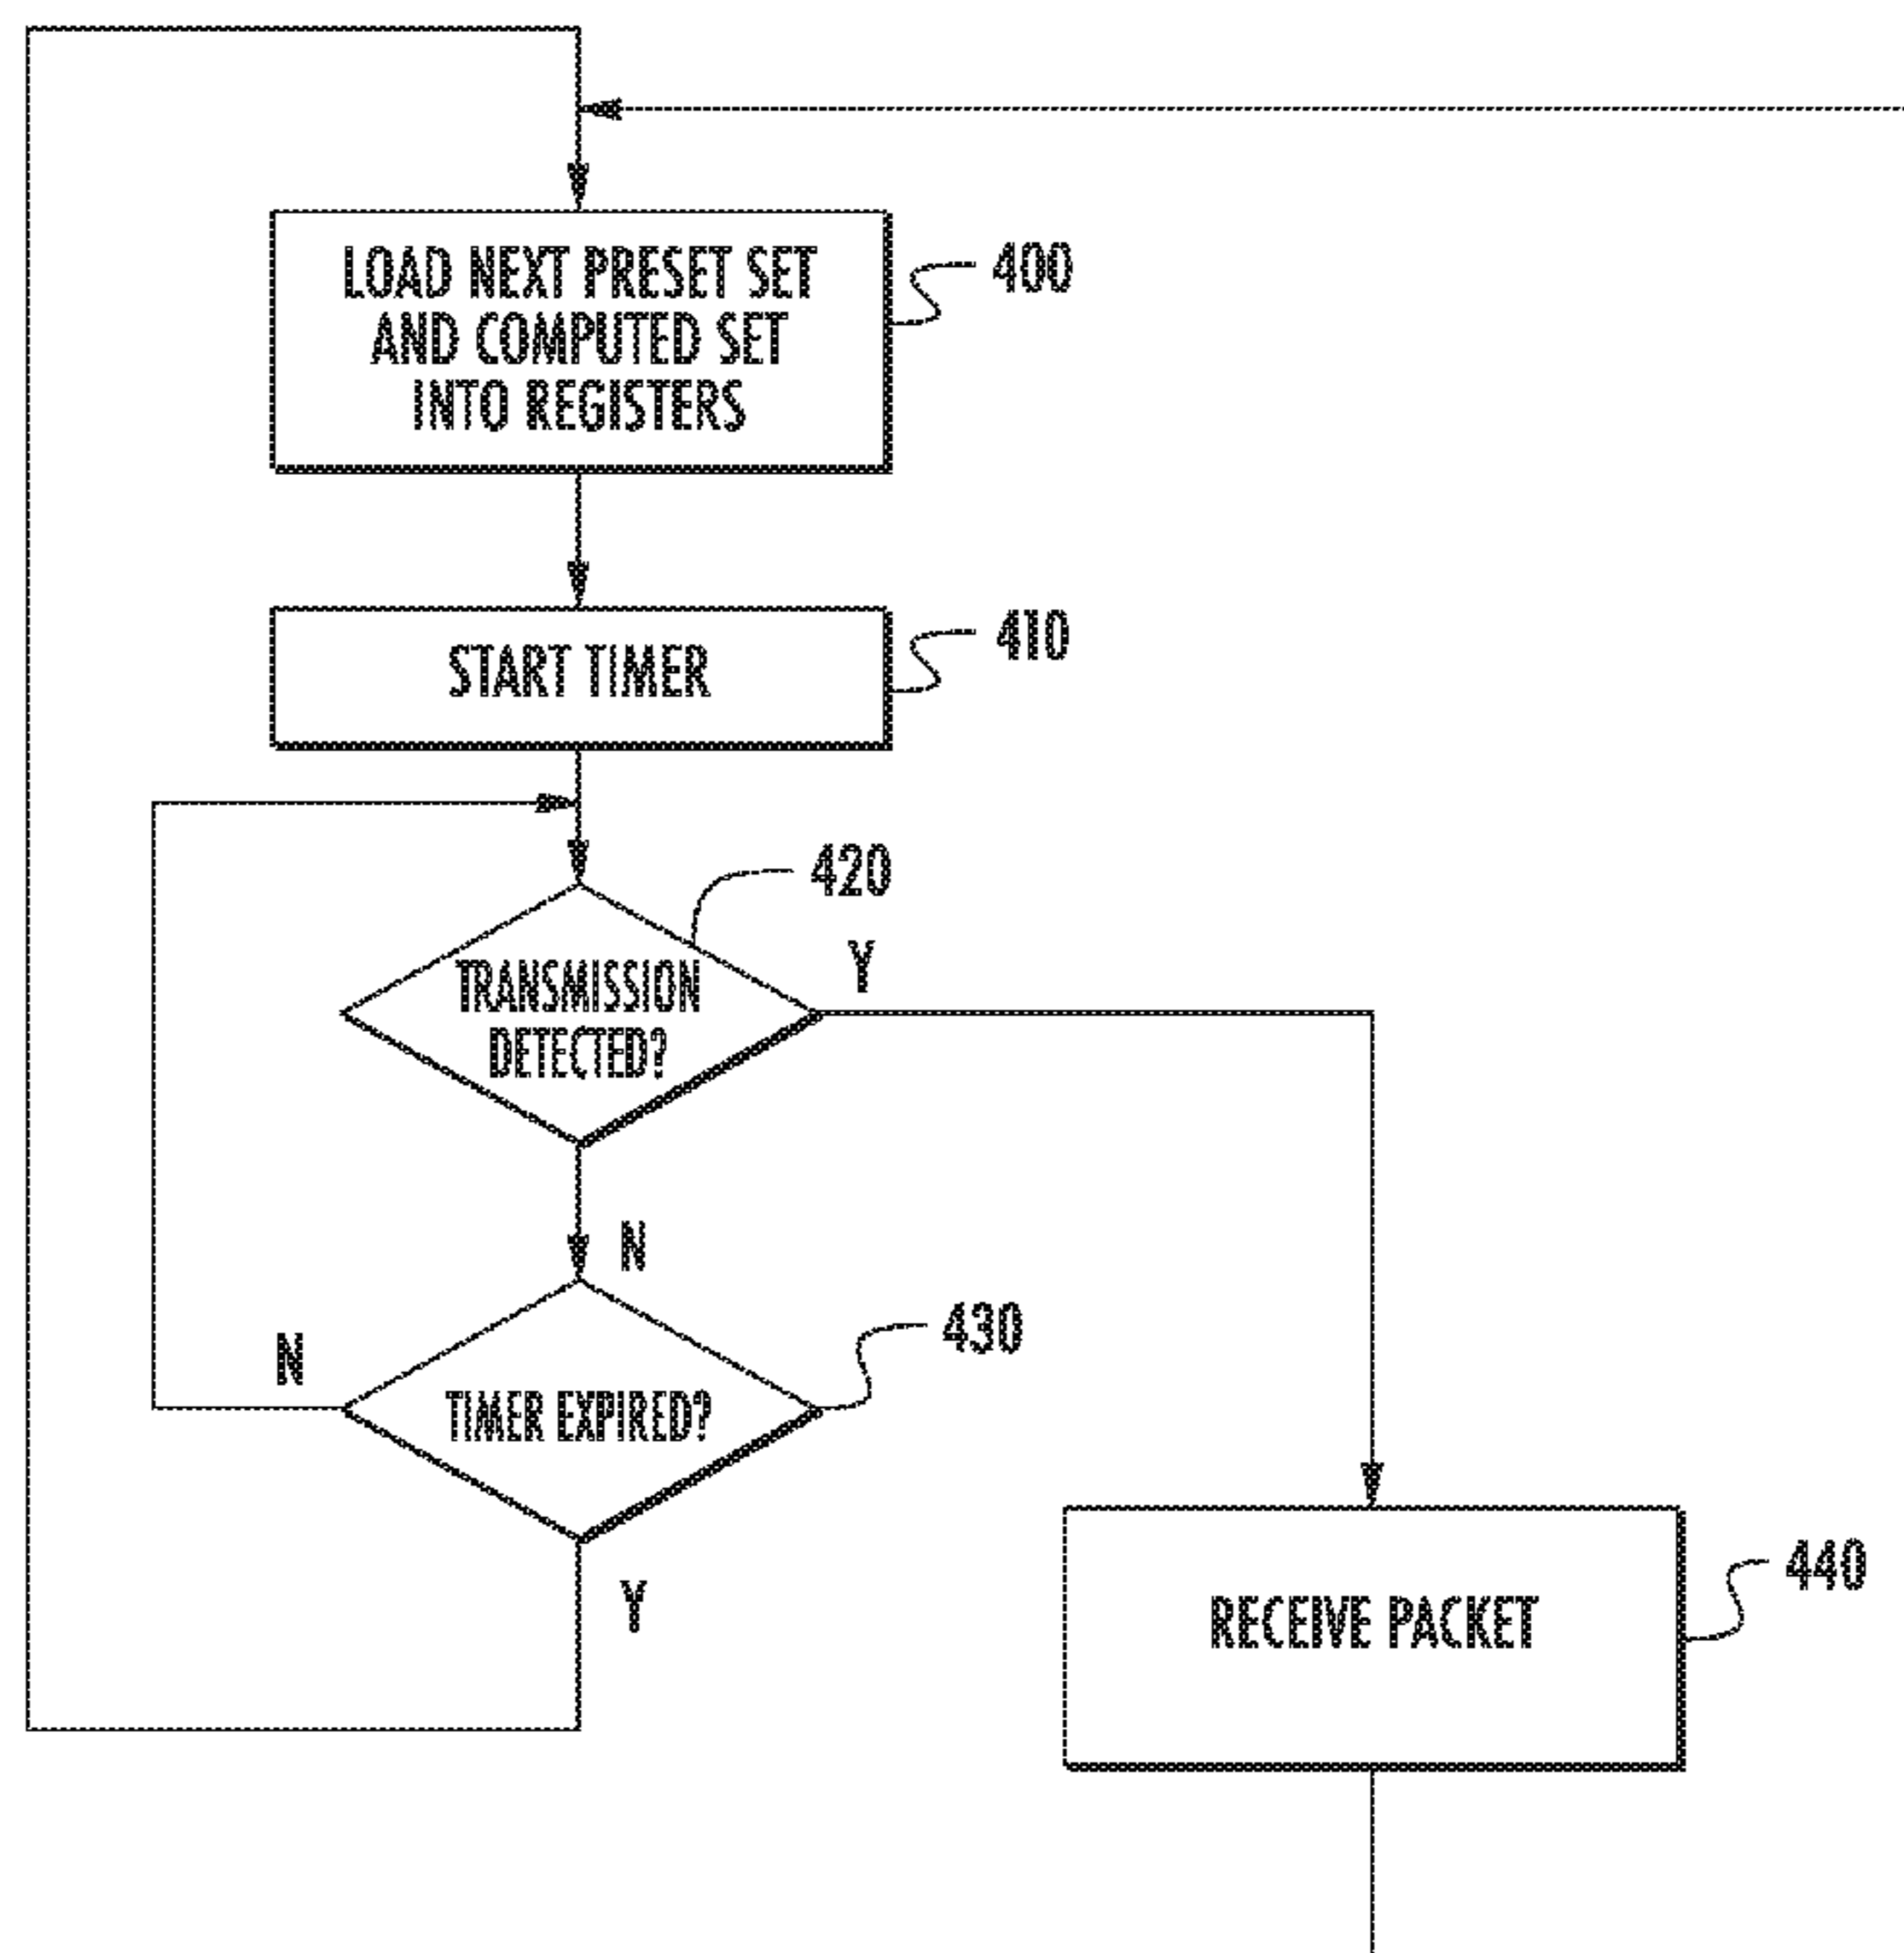 LOAD NEXT PRESET SET
AND COMPUTED SET
INTO REGISTERS
400
START TIMER
410
420
Y
TRANSMISSION
DETECTED?
N
430
N
TIMER EXPIRED?
Y
440
RECEIVE PACKET